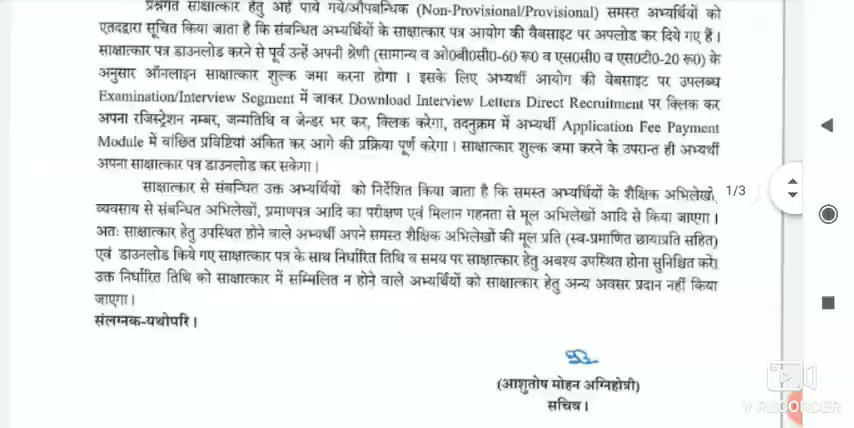 प्रश्नगत साक्षात्कार हेतु अर्ह पाये गये/औपबन्धिक (Non-Provisional/Provisional) समस्त अभ्यर्थियों को
एतदद्वारा सूचित किया जाता है कि संबन्धित अभ्यर्थियों के साक्षात्कार पत्र आयोग की वैबसाइट पर अपलोड कर दिये गए हैं।
साक्षात्कार पत्र डाउनलोड करने से पूर्व उन्हें अपनी श्रेणी (सामान्य व ओ0बी0सी0-60 रू0 व एस0सी0 व एस0टी0-20 रू0) के
अनुसार ऑनलाइन साक्षात्कार शुल्क जमा करना होगा । इसके लिए अभ्यर्थी आयोग की वेबसाइट पर उपलब्ध
Examination/Interview Segment में जाकर Download Interview Letters Direct Recruitment पर क्लिक कर
अपना रजिस्ट्रेशन नम्बर, जन्मतिथि व जेन्डर भर कर, क्लिक करेगा, तदनुक्रम में अभ्यर्थी Application Fee Payment
Module में वांछित प्रविष्टियां अंकित कर आगे की प्रक्रिया पूर्ण करेगा । साक्षात्कार शुल्क जमा करने के उपरान्त ही अभ्यर्थी
अपना साक्षात्कार पत्र डाउनलोड कर सकेगा ।
साक्षात्कार से संबन्धित उक्त अभ्यर्थियों को निर्देशित किया जाता है कि समस्त अभ्यर्थियों के शैक्षिक अभिलेखो,
व्यवसाय से संबन्धित अभिलेखों, प्रमाणपत्र आदि का परीक्षण एवं मिलान गहनता से मूल अभिलेखों आदि से किया जाएगा ।
अतः साक्षात्कार हेतु उपस्थित होने वाले अभ्यर्थी अपने समस्त शैक्षिक अभिलेखों की मूल प्रति (स्व-प्रमाणित छायाप्रति सहित)
एवं डाउनलोड किये गए साक्षात्कार पत्र के साथ निर्धारित तिथि व समय पर साक्षात्कार हेतु अवश्य उपस्थित होना सुनिश्चित करें।
उक्त निर्धारित तिथि को साक्षात्कार में सम्मिलित न होने वाले अभ्यर्थियों को साक्षात्कार हेतु अन्य अवसर प्रदान नहीं किया
जाएगा ।
संलग्नक-यथोपरि ।
(आशुतोष मोहन अग्निहोत्री)
सचिव ।
1/3
V RECORDER